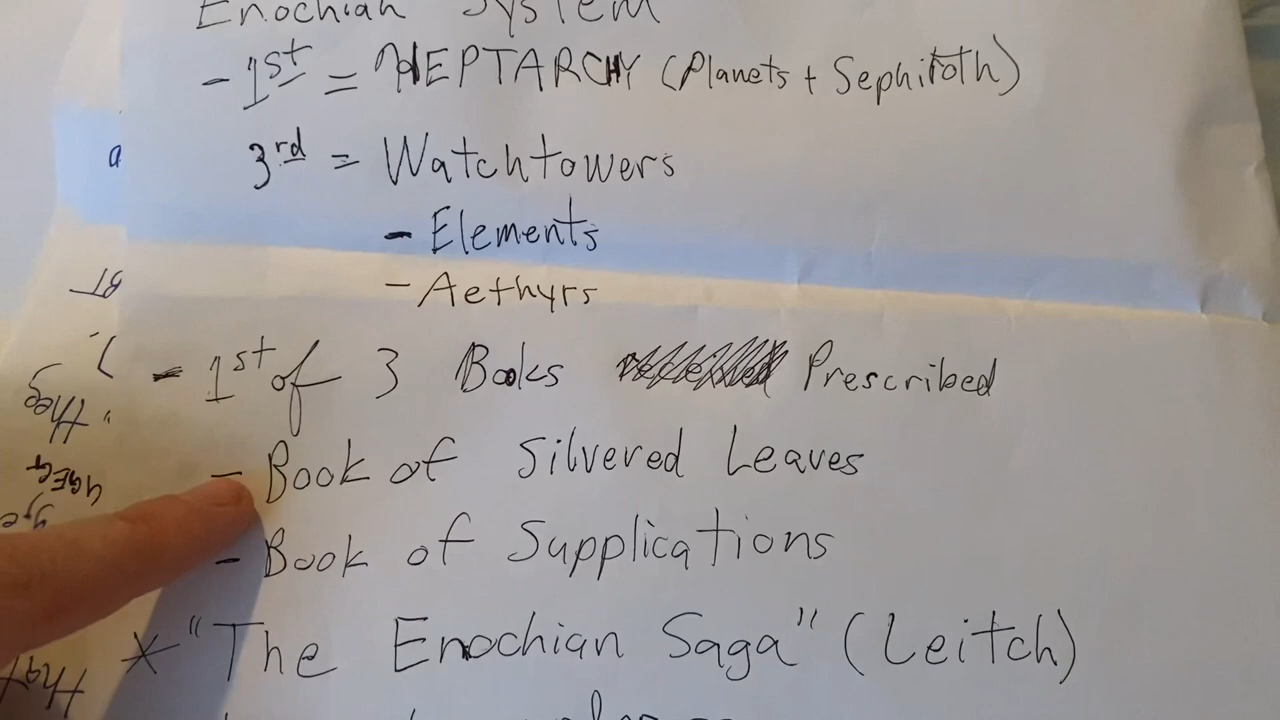 Enochian System
- 1st = HEPTARCHY (Planets + Sephiroth)
3rd = Watchtowers
- Elements
- Aethyrs
- 1st of 3 Books Prescribed
- Book of Silvered Leaves
- Book of Supplications
* "The Enochian Saga" (Leitch)